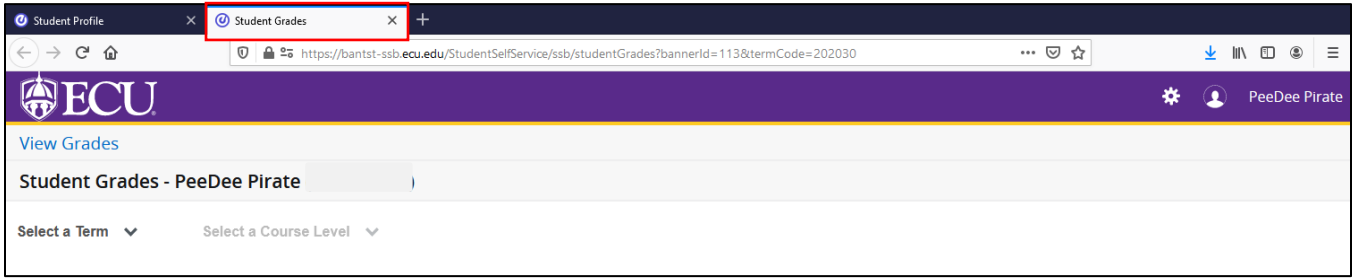 Student Profile Student Grades
https://bantst-ssb.ecu.edu/StudentSelfService/ssb/studentGrades?bannerId=113&termCode=202030
ECU PeeDee Pirate
View Grades
Student Grades - PeeDee Pirate )
Select a Term Select a Course Level